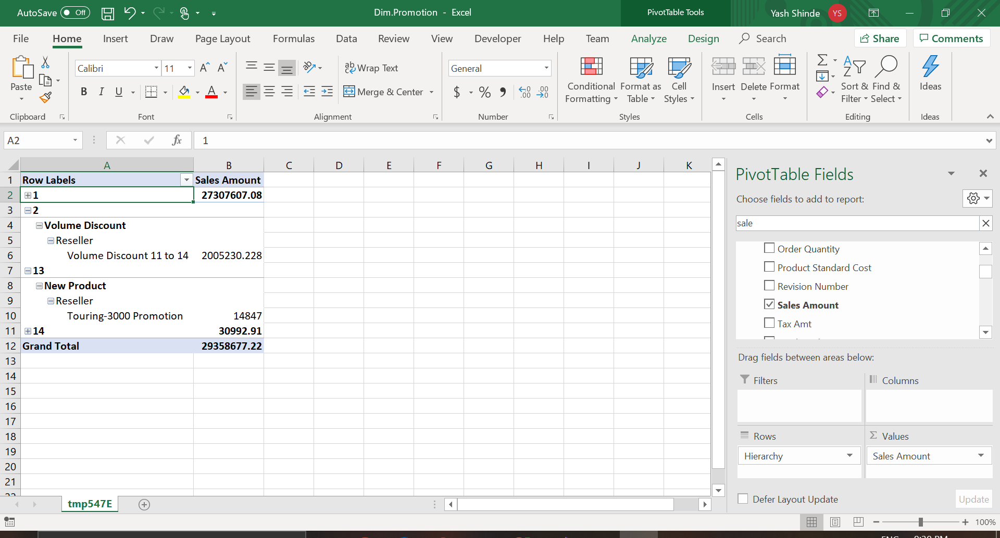 AutoSave Off Dim.Promotion - Excel PivotTable Tools Yash Shinde YS
File Home Insert Draw Page Layout Formulas Data Review View Developer Help Team Analyze Design Search Share Comments
Paste Calibri 11 A A ab Wrap Text General
B I U A Merge & Center $ % .00 .00
Conditional Formatting Format as Table Cell Styles Insert Delete Format Sort & Filter Find & Select Ideas
Clipboard Font Alignment Number Styles Cells Editing Ideas
A2 fx 1
A B C D E F G H I J K
1 Row Labels Sales Amount
2 1 27307607.08
3 2
4 Volume Discount
5 Reseller
6 Volume Discount 11 to 14 2005230.228
7 13
8 New Product
9 Reseller
10 Touring-3000 Promotion 14847
11 14 30992.91
12 Grand Total 29358677.22
13
14
15
16
17
18
19
20
21
tmp547E
PivotTable Fields
Choose fields to add to report:
sale
Order Quantity
Product Standard Cost
Revision Number
Sales Amount
Tax Amt
Drag fields between areas below:
Filters Columns
Rows Σ Values
Hierarchy Sales Amount
Defer Layout Update Update
100%